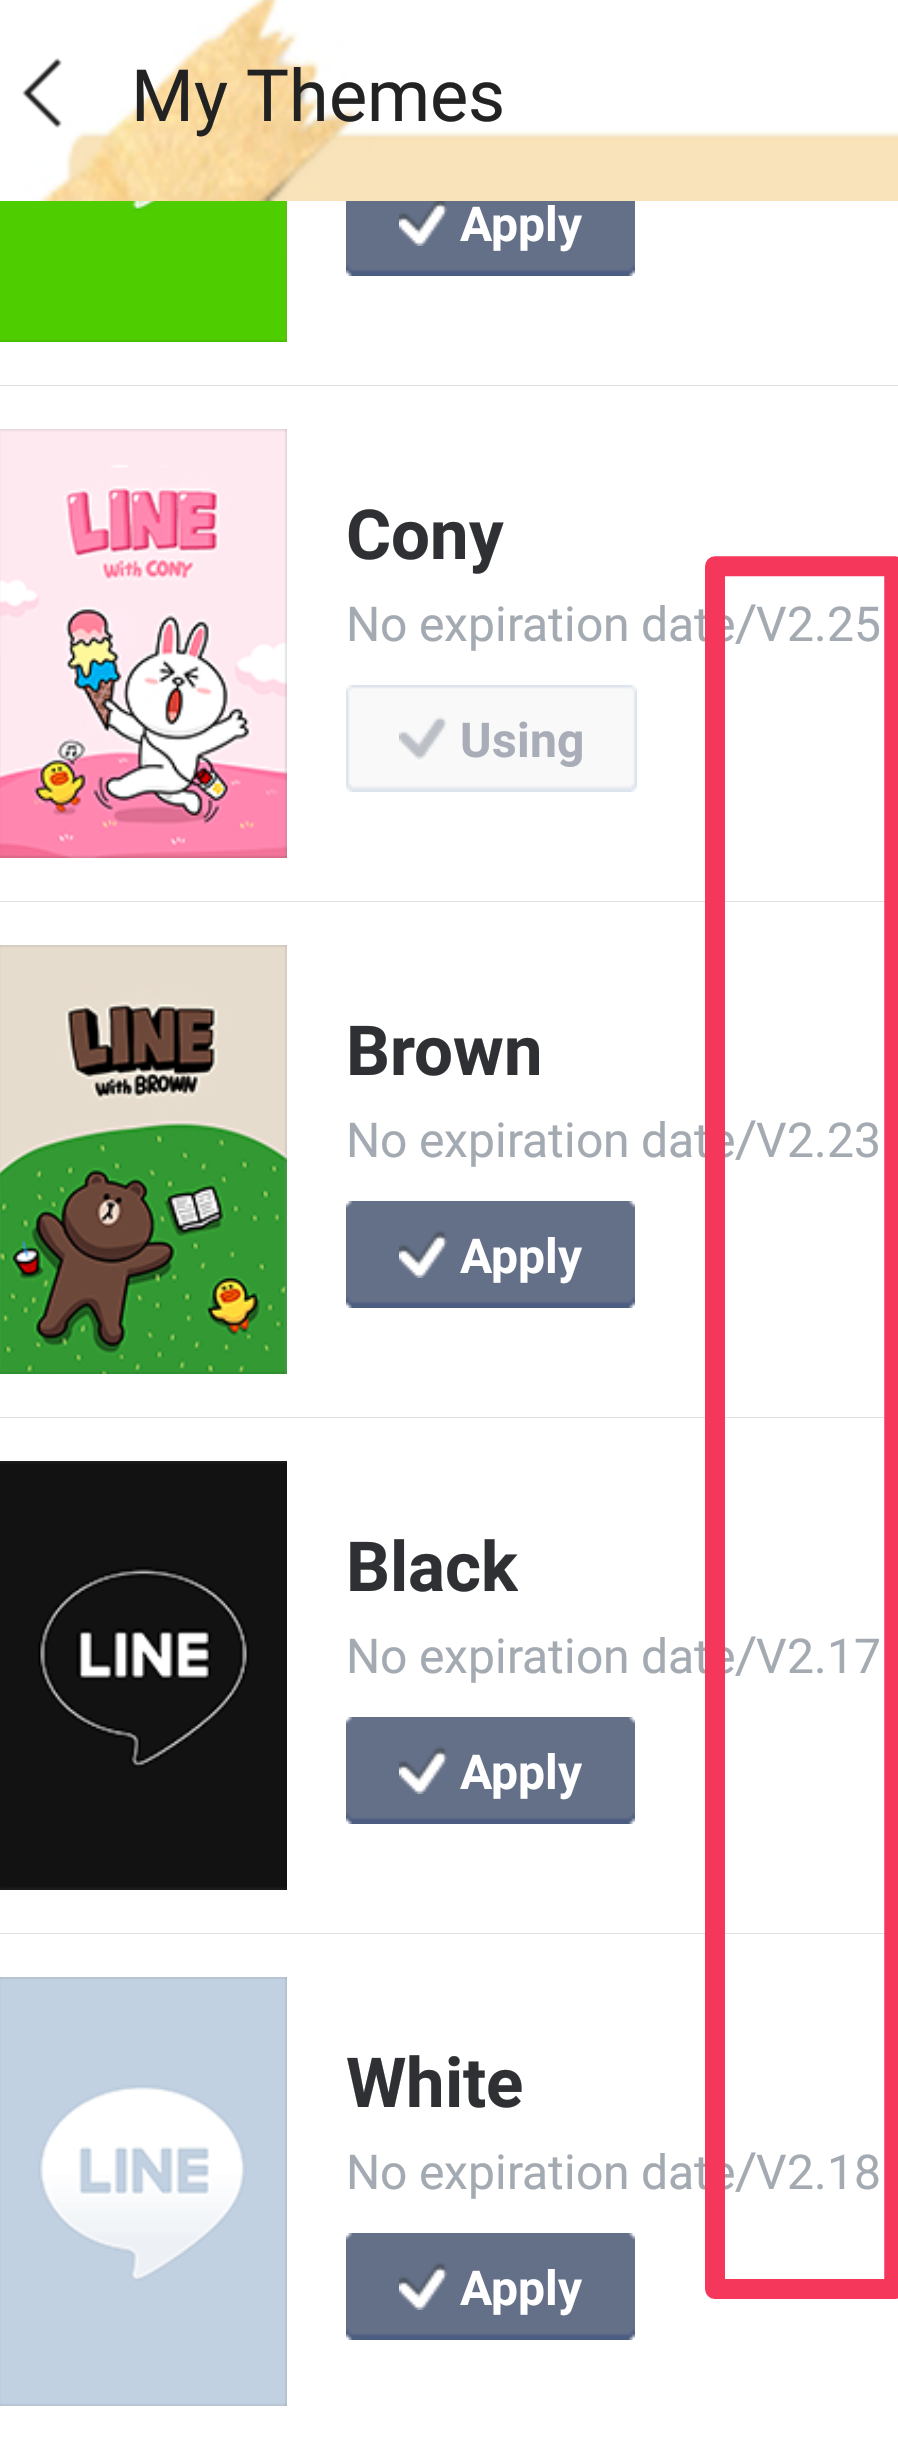 My Themes
Apply
LINE
With CONY
Cony
No expiration date/V2.25
Using
LINE
With BROWN
Brown
No expiration date/V2.23
Apply
LINE
Black
No expiration date/V2.17
Apply
LINE
White
No expiration date/V2.18
Apply